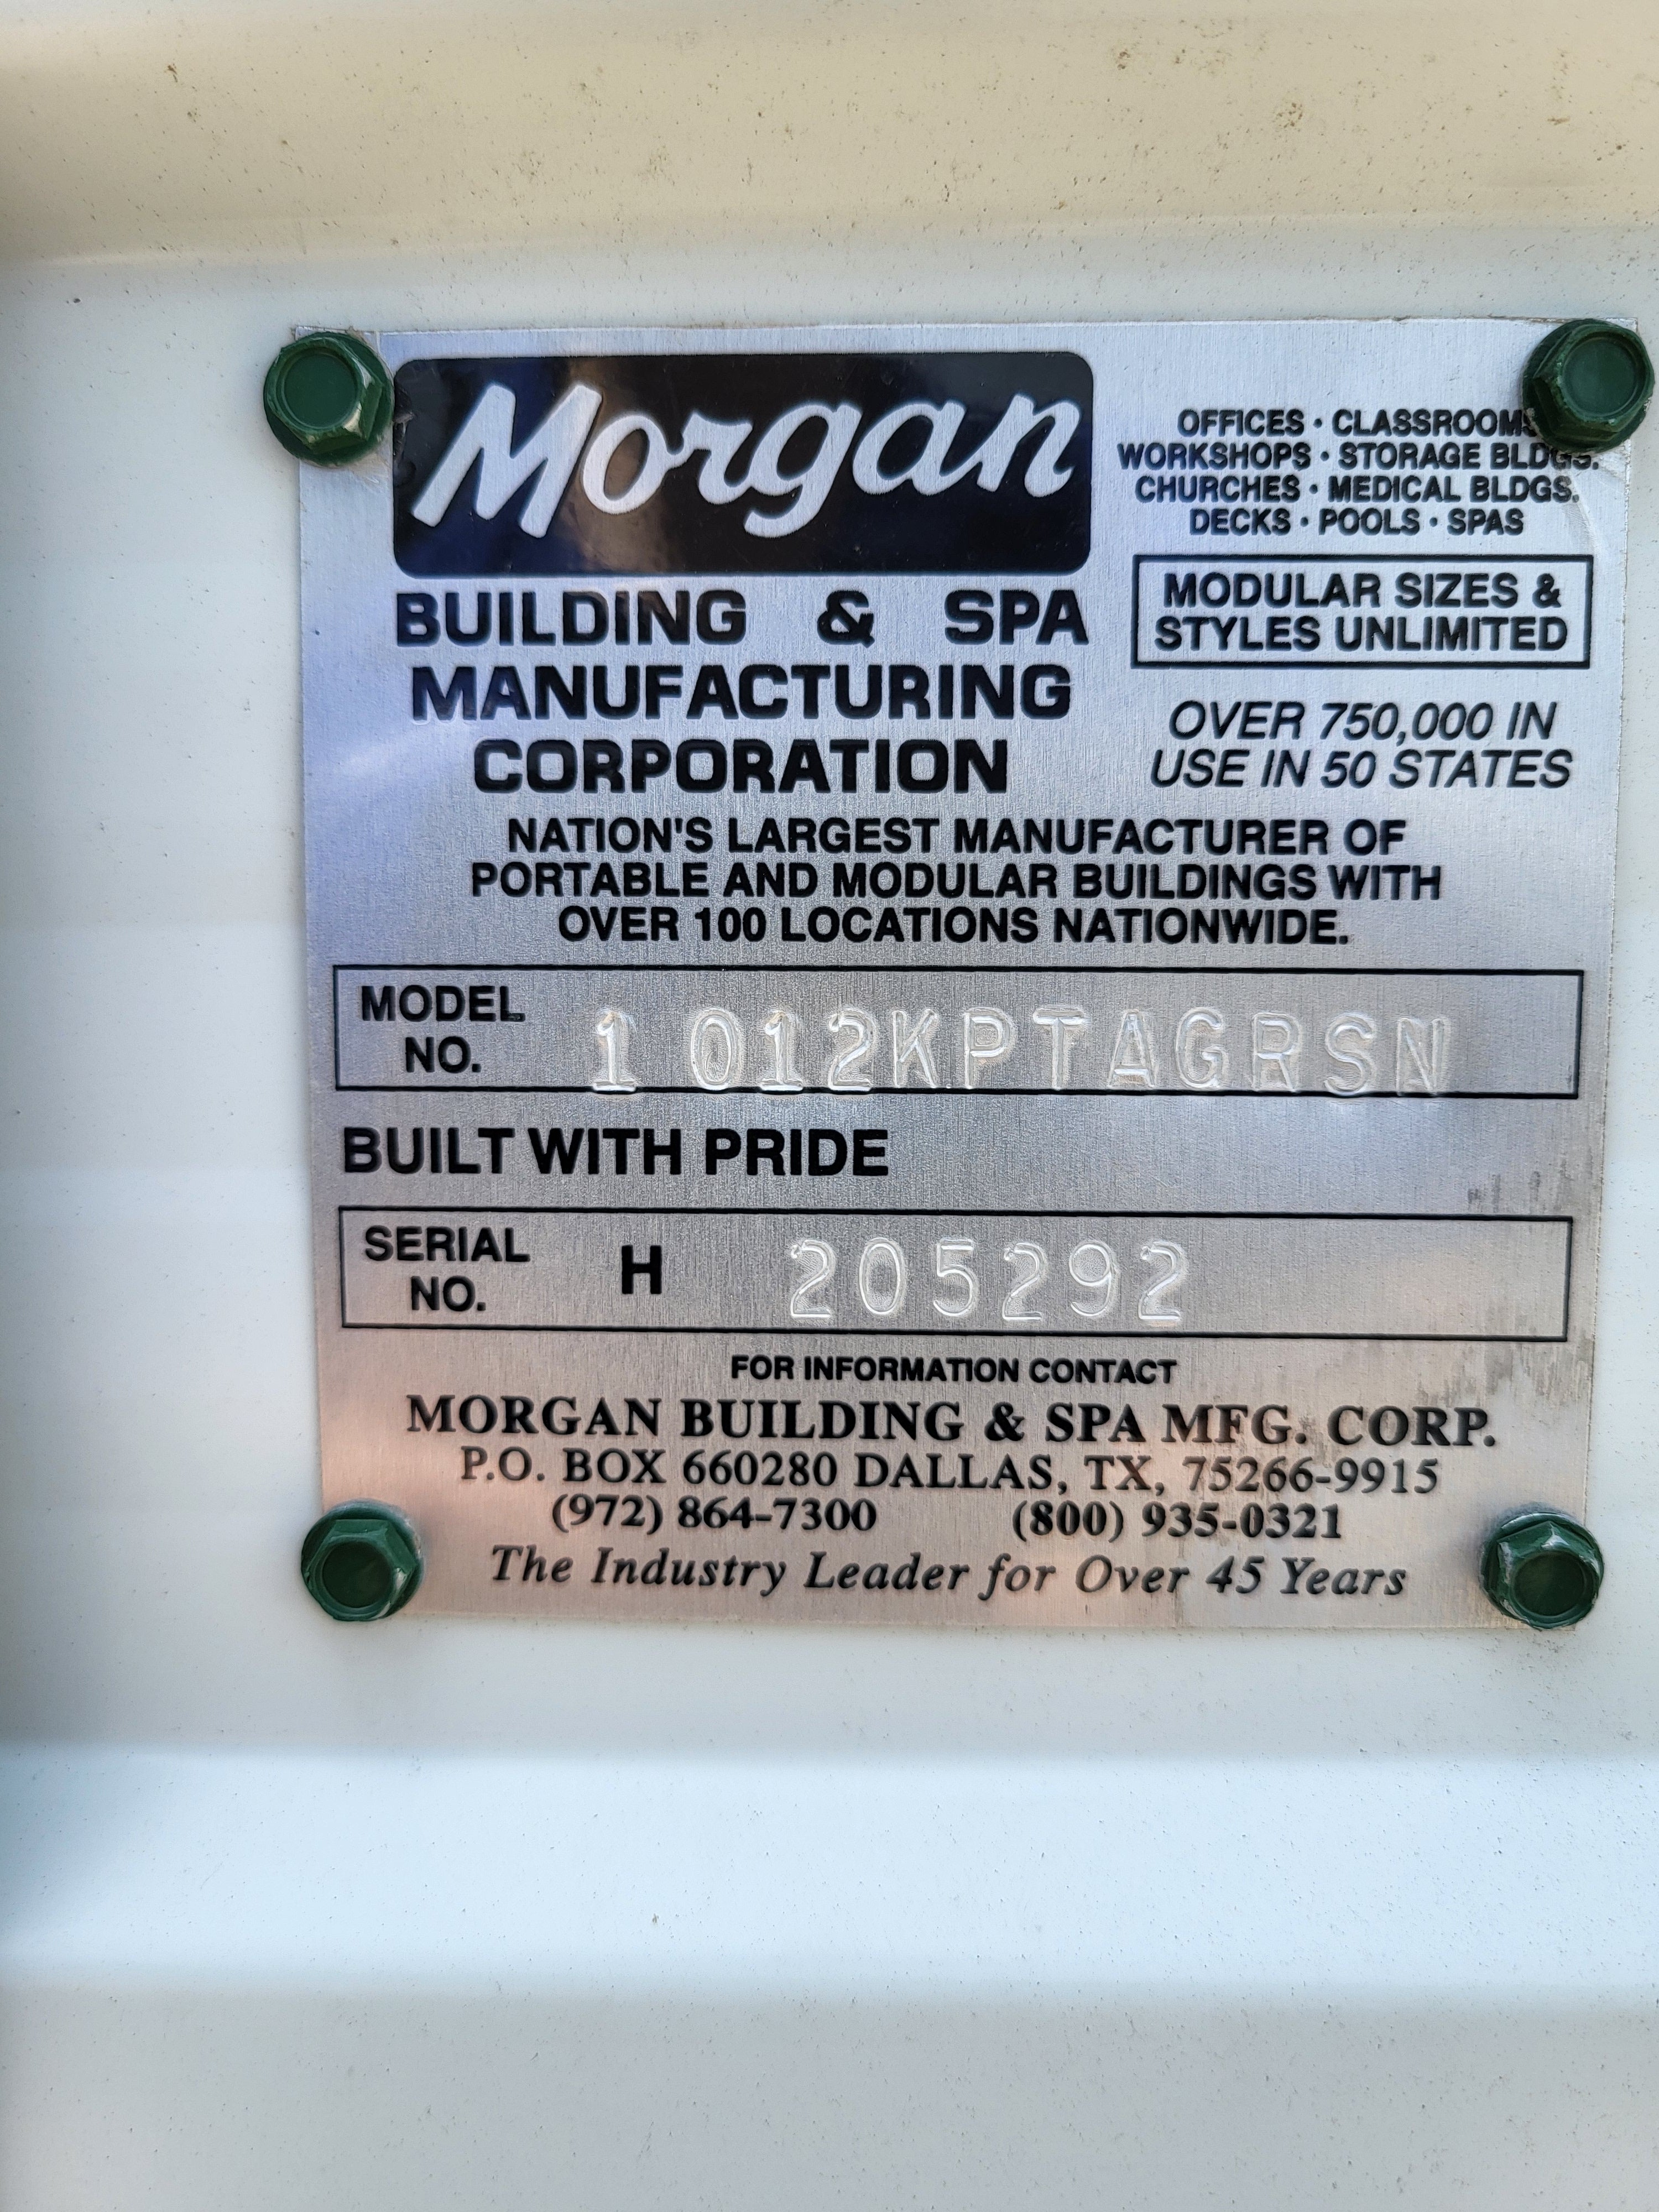 Morgan
BUILDING & SPA
MANUFACTURING
CORPORATION
OFFICES · CLASSROOMS
WORKSHOPS · STORAGE BLDGS.
CHURCHES · MEDICAL BLDGS.
DECKS · POOLS · SPAS
MODULAR SIZES &
STYLES UNLIMITED
OVER 750,000 IN
USE IN 50 STATES
NATION'S LARGEST MANUFACTURER OF
PORTABLE AND MODULAR BUILDINGS WITH
OVER 100 LOCATIONS NATIONWIDE.
MODEL
NO.
1 012KPTAGRSN
BUILT WITH PRIDE
SERIAL
NO.
H 205292
FOR INFORMATION CONTACT
MORGAN BUILDING & SPA MFG. CORP.
P.O. BOX 660280 DALLAS, TX, 75266-9915
(972) 864-7300 (800) 935-0321
The Industry Leader for Over 45 Years